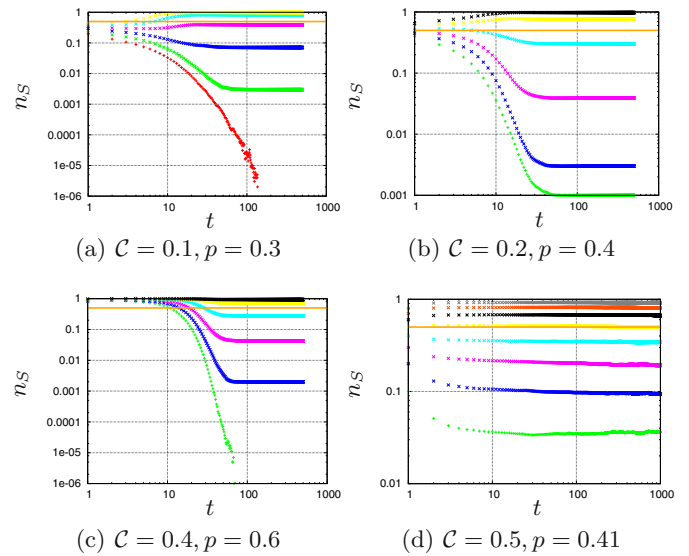 1
0.1
0.01
0.001
0.0001
1e-05
1e-06
n_S
1 10 100 1000
t
(a) C = 0.1, p = 0.3
1
0.1
0.01
0.001
n_S
1 10 100 1000
t
(b) C = 0.2, p = 0.4
1
0.1
0.01
0.001
0.0001
1e-05
1e-06
n_S
1 10 100 1000
t
(c) C = 0.4, p = 0.6
1
0.1
0.01
n_S
1 10 100 1000
t
(d) C = 0.5, p = 0.41